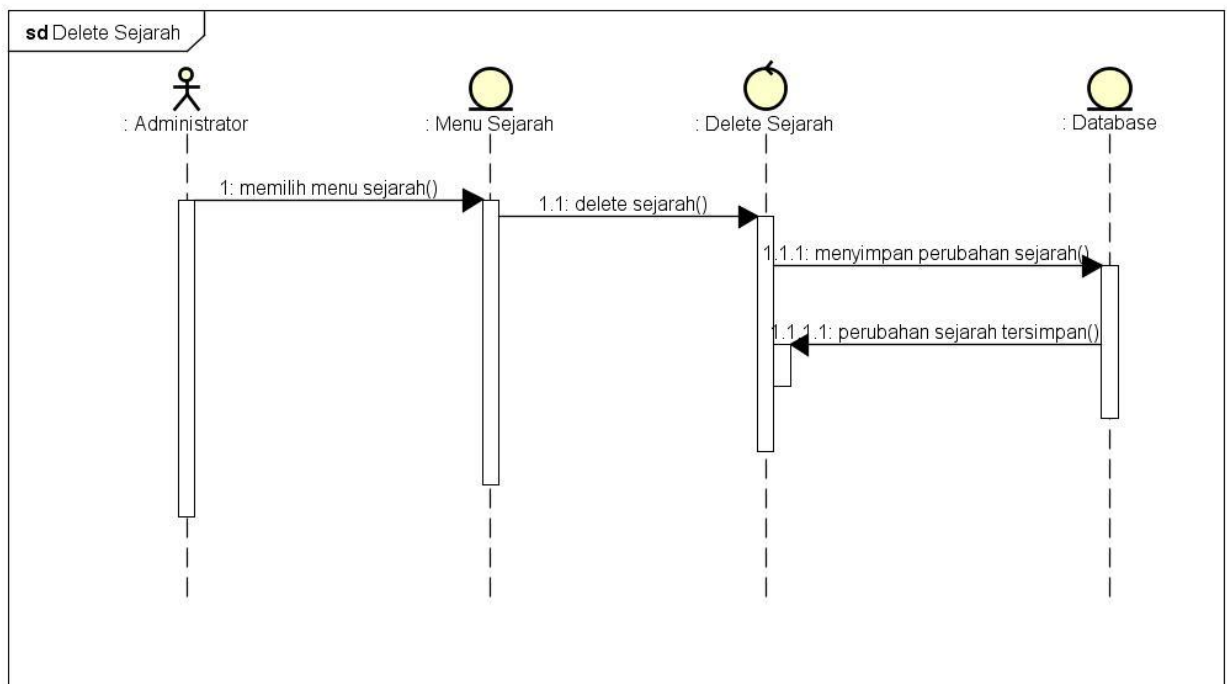 sd Delete Sejarah
: Administrator
: Menu Sejarah
: Delete Sejarah
: Database
1: memilih menu sejarah()
1.1: delete sejarah()
1.1.1: menyimpan perubahan sejarah()
1.1.1.1: perubahan sejarah tersimpan()